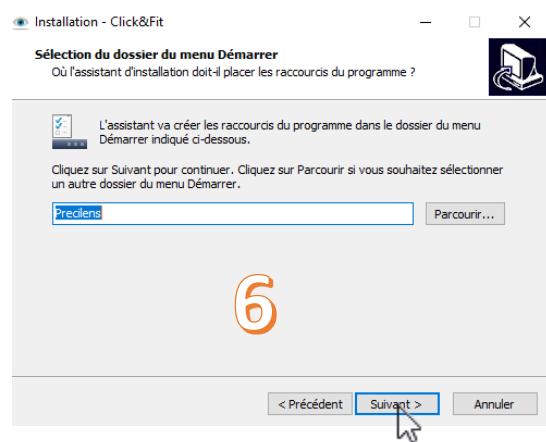 Installation - Click&Fit
Sélection du dossier du menu Démarrer
Où l'assistant d'installation doit-il placer les raccourcis du programme ?
L'assistant va créer les raccourcis du programme dans le dossier du menu
Démarrer indiqué ci-dessous.
Cliquez sur Suivant pour continuer. Cliquez sur Parcourir si vous souhaitez sélectionner
un autre dossier du menu Démarrer.
Precilens
Parcourir...
6
< Précédent
Suivant >
Annuler